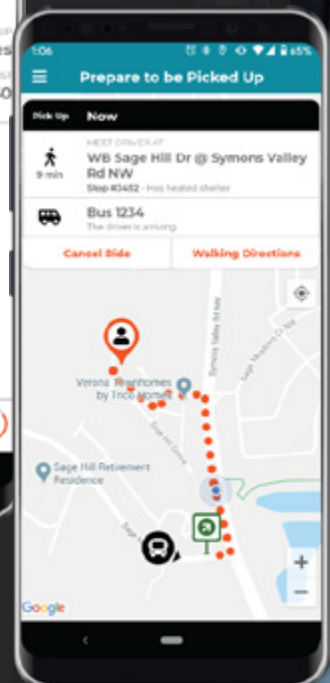 1:06
65%
Prepare to be Picked Up
Pick Up Now
MEET DRIVER AT
WB Sage Hill Dr @ Symons Valley
Rd NW
9 min
Stop #3482 - Has heated shelter
Bus 1234
The driver is arriving
Cancel Ride
Walking Directions
Symons Valley Rd NW
Verona Townhomes
by Trico Homes
Sage Hill Drive
Sage Hill Retirement
Residence
+
−
Google